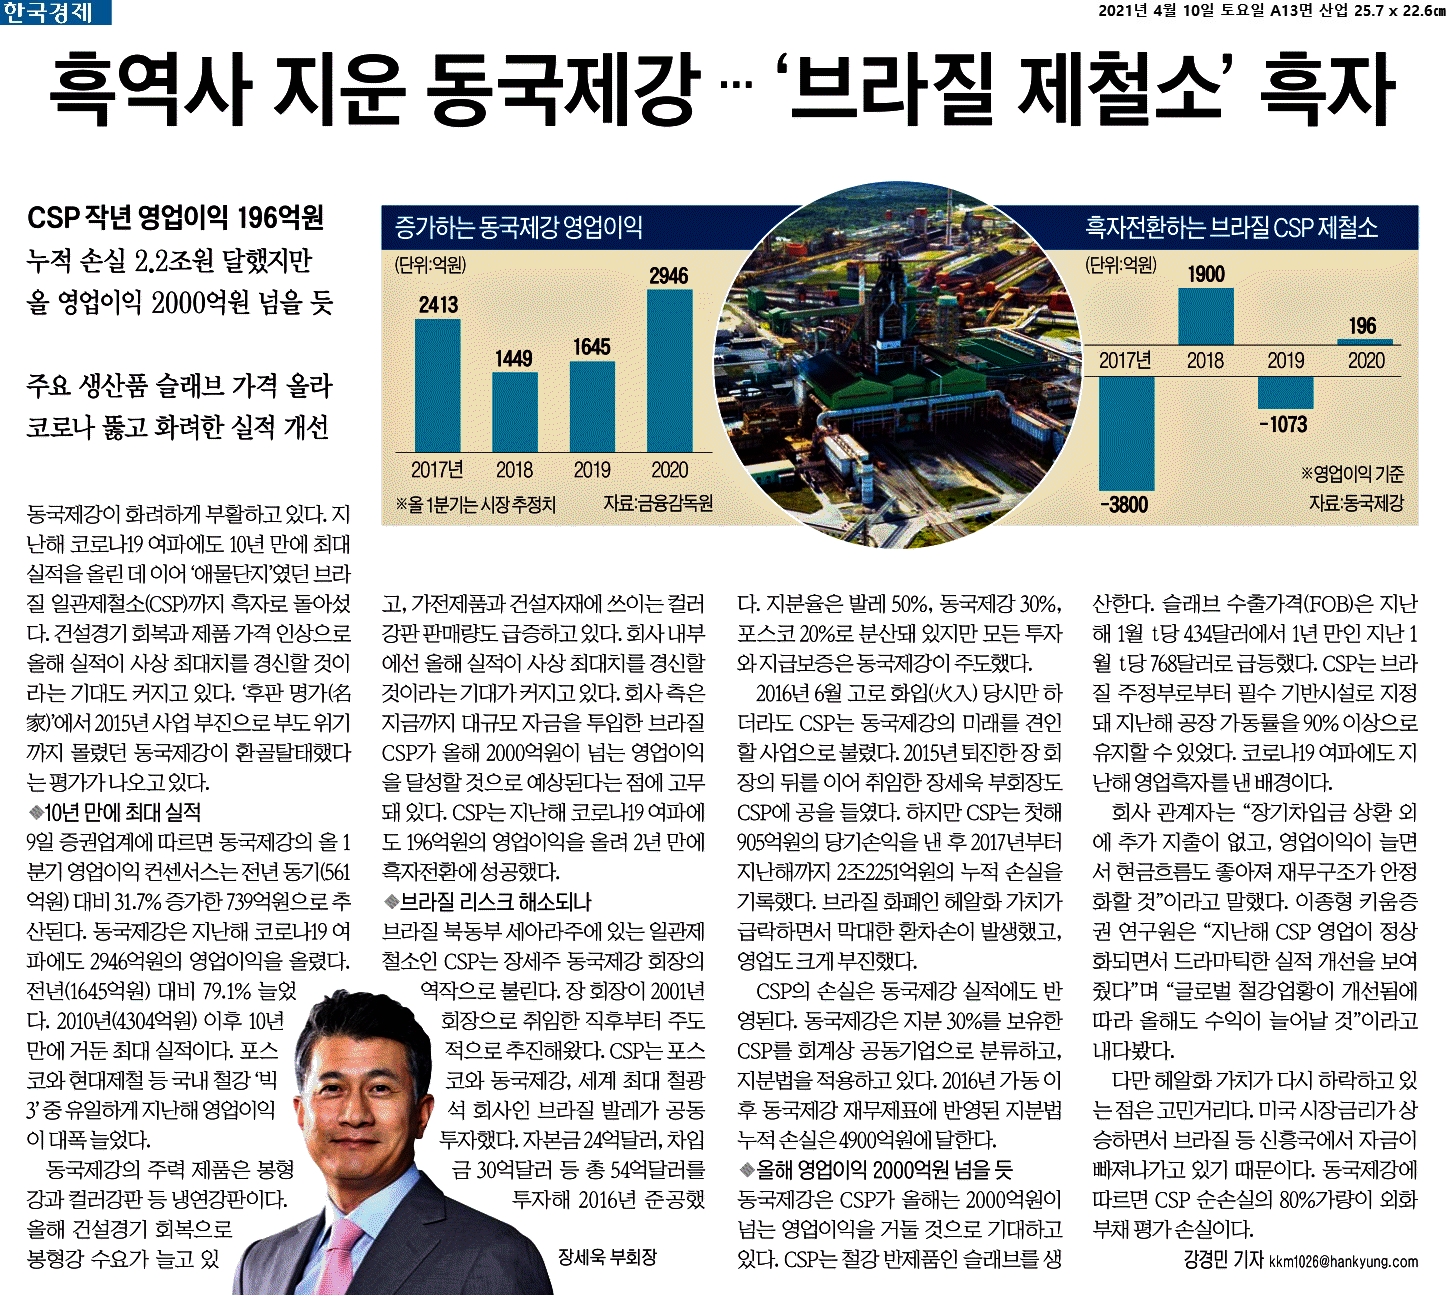 한국경제
2021년 4월 10일 토요일 A13면 산업 25.7 x 22.6㎝
흑역사 지운 동국제강 … ‘브라질 제철소’ 흑자
CSP 작년 영업이익 196억원
누적 손실 2.2조원 달했지만
올 영업이익 2000억원 넘을 듯
주요 생산품 슬래브 가격 올라
코로나 뚫고 화려한 실적 개선
증가하는 동국제강 영업이익
(단위:억원)
2413
1449
1645
2946
2017년
2018
2019
2020
※올 1분기는 시장 추정치
자료:금융감독원
흑자전환하는 브라질 CSP 제철소
(단위:억원)
1900
196
2017년
2018
2019
2020
-1073
-3800
※영업이익 기준
자료:동국제강
동국제강이 화려하게 부활하고 있다. 지
난해 코로나19 여파에도 10년 만에 최대
실적을 올린 데 이어 ‘애물단지’였던 브라
질 일관제철소(CSP)까지 흑자로 돌아섰
다. 건설경기 회복과 제품 가격 인상으로
올해 실적이 사상 최대치를 경신할 것이
라는 기대도 커지고 있다. ‘후판 명가(名
家)’에서 2015년 사업 부진으로 부도 위기
까지 몰렸던 동국제강이 환골탈태했다
는 평가가 나오고 있다.
◆10년 만에 최대 실적
9일 증권업계에 따르면 동국제강의 올 1
분기 영업이익 컨센서스는 전년 동기(561
억원) 대비 31.7% 증가한 739억원으로 추
산된다. 동국제강은 지난해 코로나19 여
파에도 2946억원의 영업이익을 올렸다.
전년(1645억원) 대비 79.1% 늘었
다. 2010년(4304억원) 이후 10년
만에 거둔 최대 실적이다. 포스
코와 현대제철 등 국내 철강 ‘빅
3’ 중 유일하게 지난해 영업이익
이 대폭 늘었다.
동국제강의 주력 제품은 봉형
강과 컬러강판 등 냉연강판이다.
올해 건설경기 회복으로
봉형강 수요가 늘고 있
고, 가전제품과 건설자재에 쓰이는 컬러
강판 판매량도 급증하고 있다. 회사 내부
에선 올해 실적이 사상 최대치를 경신할
것이라는 기대가 커지고 있다. 회사 측은
지금까지 대규모 자금을 투입한 브라질
CSP가 올해 2000억원이 넘는 영업이익
을 달성할 것으로 예상된다는 점에 고무
돼 있다. CSP는 지난해 코로나19 여파에
도 196억원의 영업이익을 올려 2년 만에
흑자전환에 성공했다.
◆브라질 리스크 해소되나
브라질 북동부 세아라주에 있는 일관제
철소인 CSP는 장세주 동국제강 회장의
역작으로 불린다. 장 회장이 2001년
회장으로 취임한 직후부터 주도
적으로 추진해왔다. CSP는 포스
코와 동국제강, 세계 최대 철광
석 회사인 브라질 발레가 공동
투자했다. 자본금 24억달러, 차입
금 30억달러 등 총 54억달러를
투자해 2016년 준공했
장세욱 부회장
다. 지분율은 발레 50%, 동국제강 30%,
포스코 20%로 분산돼 있지만 모든 투자
와 지급보증은 동국제강이 주도했다.
2016년 6월 고로 화입(火入) 당시만 하
더라도 CSP는 동국제강의 미래를 견인
할 사업으로 불렸다. 2015년 퇴진한 장 회
장의 뒤를 이어 취임한 장세욱 부회장도
CSP에 공을 들였다. 하지만 CSP는 첫해
905억원의 당기손익을 낸 후 2017년부터
지난해까지 2조2251억원의 누적 손실을
기록했다. 브라질 화폐인 헤알화 가치가
급락하면서 막대한 환차손이 발생했고,
영업도 크게 부진했다.
CSP의 손실은 동국제강 실적에도 반
영된다. 동국제강은 지분 30%를 보유한
CSP를 회계상 공동기업으로 분류하고,
지분법을 적용하고 있다. 2016년 가동 이
후 동국제강 재무제표에 반영된 지분법
누적 손실은 4900억원에 달한다.
◆올해 영업이익 2000억원 넘을 듯
동국제강은 CSP가 올해는 2000억원이
넘는 영업이익을 거둘 것으로 기대하고
있다. CSP는 철강 반제품인 슬래브를 생
산한다. 슬래브 수출가격(FOB)은 지난
해 1월 t당 434달러에서 1년 만인 지난 1
월 t당 768달러로 급등했다. CSP는 브라
질 주정부로부터 필수 기반시설로 지정
돼 지난해 공장 가동률을 90% 이상으로
유지할 수 있었다. 코로나19 여파에도 지
난해 영업흑자를 낸 배경이다.
회사 관계자는 “장기차입금 상환 외
에 추가 지출이 없고, 영업이익이 늘면
서 현금흐름도 좋아져 재무구조가 안정
화할 것”이라고 말했다. 이종형 키움증
권 연구원은 “지난해 CSP 영업이 정상
화되면서 드라마틱한 실적 개선을 보여
줬다”며 “글로벌 철강업황이 개선됨에
따라 올해도 수익이 늘어날 것”이라고
내다봤다.
다만 헤알화 가치가 다시 하락하고 있
는 점은 고민거리다. 미국 시장금리가 상
승하면서 브라질 등 신흥국에서 자금이
빠져나가고 있기 때문이다. 동국제강에
따르면 CSP 순손실의 80%가량이 외화
부채 평가 손실이다.
강경민 기자 kkm1026@hankyung.com